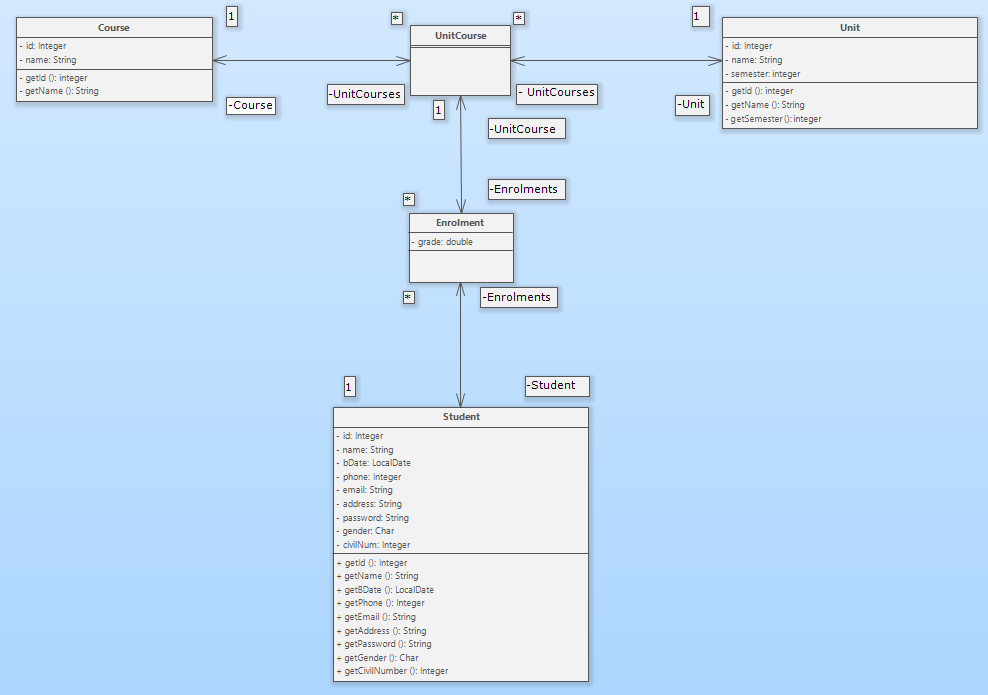 1
*
*
1
Course
- id: Integer
- name: String
- getId (): integer
- getName (): String
UnitCourse
Unit
- id: Integer
- name: String
- semester: integer
- getId (): integer
- getName (): String
- getSemester(): integer
-Course
-UnitCourses
- UnitCourses
-Unit
1
-UnitCourse
-Enrolments
*
Enrolment
- grade: double
*
-Enrolments
1
-Student
Student
- id: Integer
- name: String
- bDate: LocalDate
- phone: Integer
- email: String
- address: String
- password: String
- gender: Char
- civilNum: Integer
+ getId (): Integer
+ getName (): String
+ getBDate (): LocalDate
+ getPhone (): Integer
+ getEmail (): String
+ getAddress (): String
+ getPassword (): String
+ getGender (): Char
+ getCivilNumber (): Integer